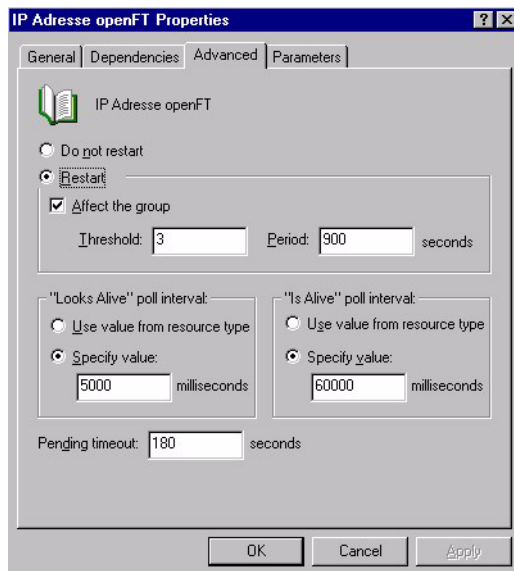 IP Adresse openFT Properties
General Dependencies Advanced Parameters
IP Adresse openFT
Do not restart
Restart
Affect the group
Threshold: 3 Period: 900 seconds
"Looks Alive" poll interval: "Is Alive" poll interval:
Use value from resource type Use value from resource type
Specify value: Specify value:
5000 milliseconds 60000 milliseconds
Pending timeout: 180 seconds
OK Cancel Apply